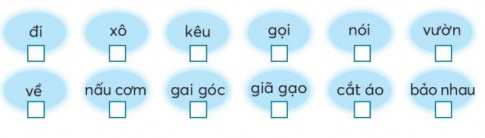 đi xô kêu gọi nói vườn
về nấu cơm gai góc giã gạo cắt áo bảo nhau